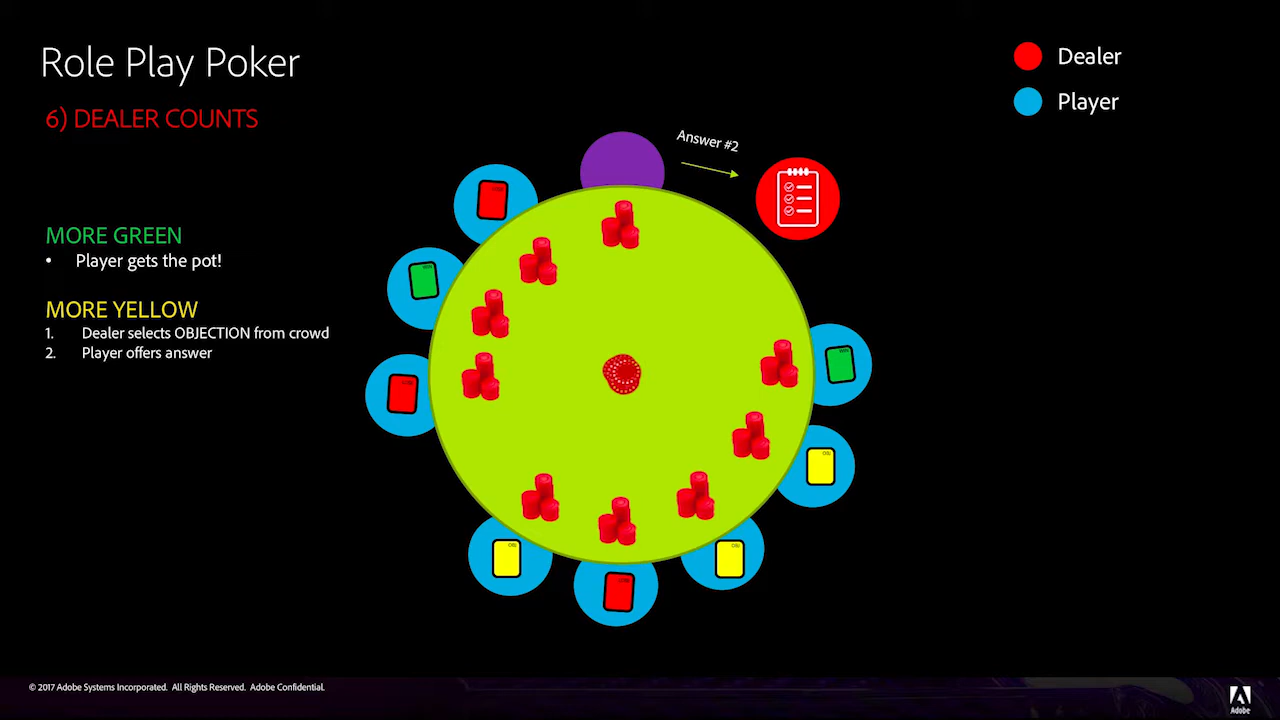 Role Play Poker
6) DEALER COUNTS
Dealer
Player
Answer #2
MORE GREEN
• Player gets the pot!
MORE YELLOW
1. Dealer selects OBJECTION from crowd
2. Player offers answer
© 2017 Adobe Systems Incorporated. All Rights Reserved. Adobe Confidential.
Adobe